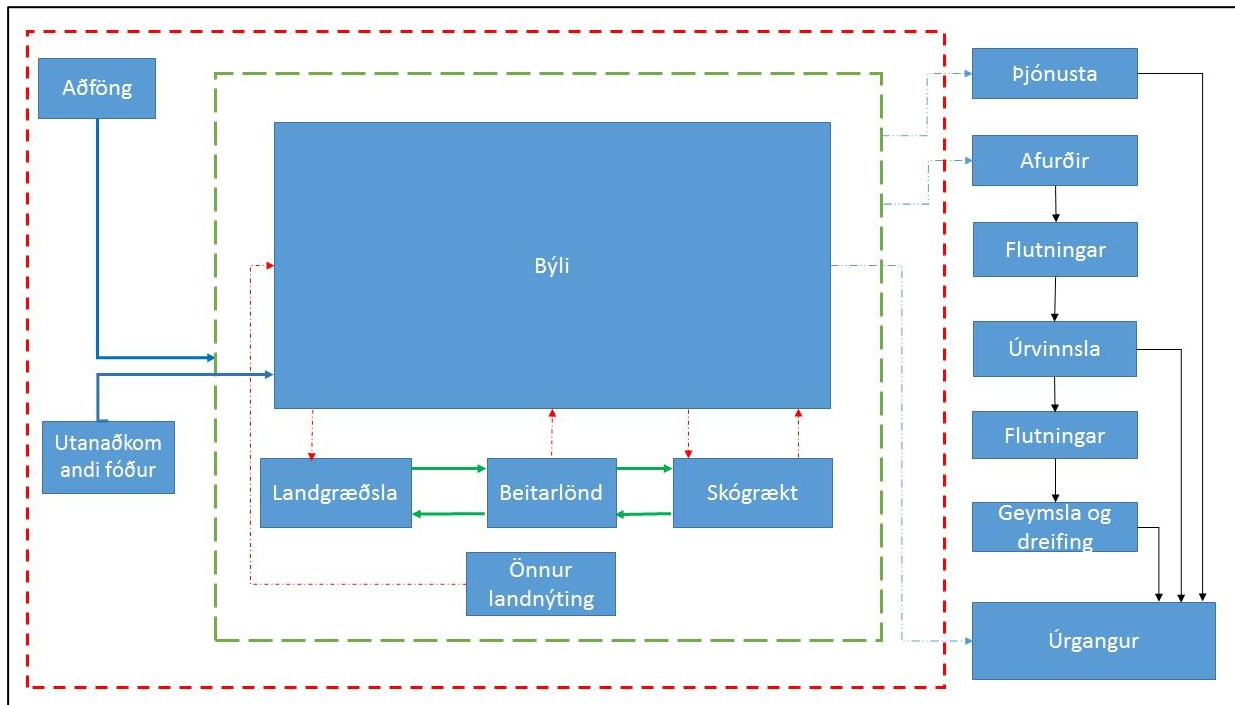 Aðföng
Þjónusta
Afurðir
Flutningar
Býli
Úrvinnsla
Flutningar
Utanaðkom
andi fóður
Landgræðsla
Beitarlönd
Skógrækt
Geymsla og
dreifing
Önnur
landnýting
Úrgangur